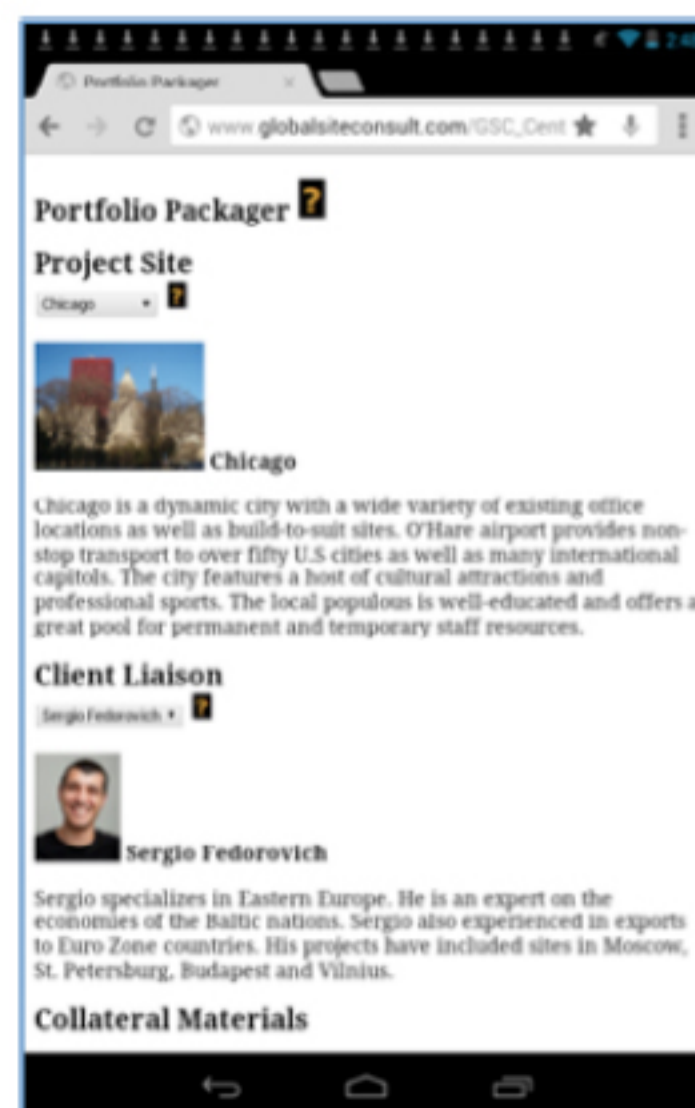 2:48
Portfolio Packager
www.globalsiteconsult.com/GSC_Cent
Portfolio Packager ?
Project Site
Chicago ?
Chicago
Chicago is a dynamic city with a wide variety of existing office
locations as well as build-to-suit sites. O'Hare airport provides non-
stop transport to over fifty U.S cities as well as many international
capitols. The city features a host of cultural attractions and
professional sports. The local populous is well-educated and offers a
great pool for permanent and temporary staff resources.
Client Liaison
Sergio Fedorovich ?
Sergio Fedorovich
Sergio specializes in Eastern Europe. He is an expert on the
economies of the Baltic nations. Sergio also experienced in exports
to Euro Zone countries. His projects have included sites in Moscow,
St. Petersburg, Budapest and Vilnius.
Collateral Materials